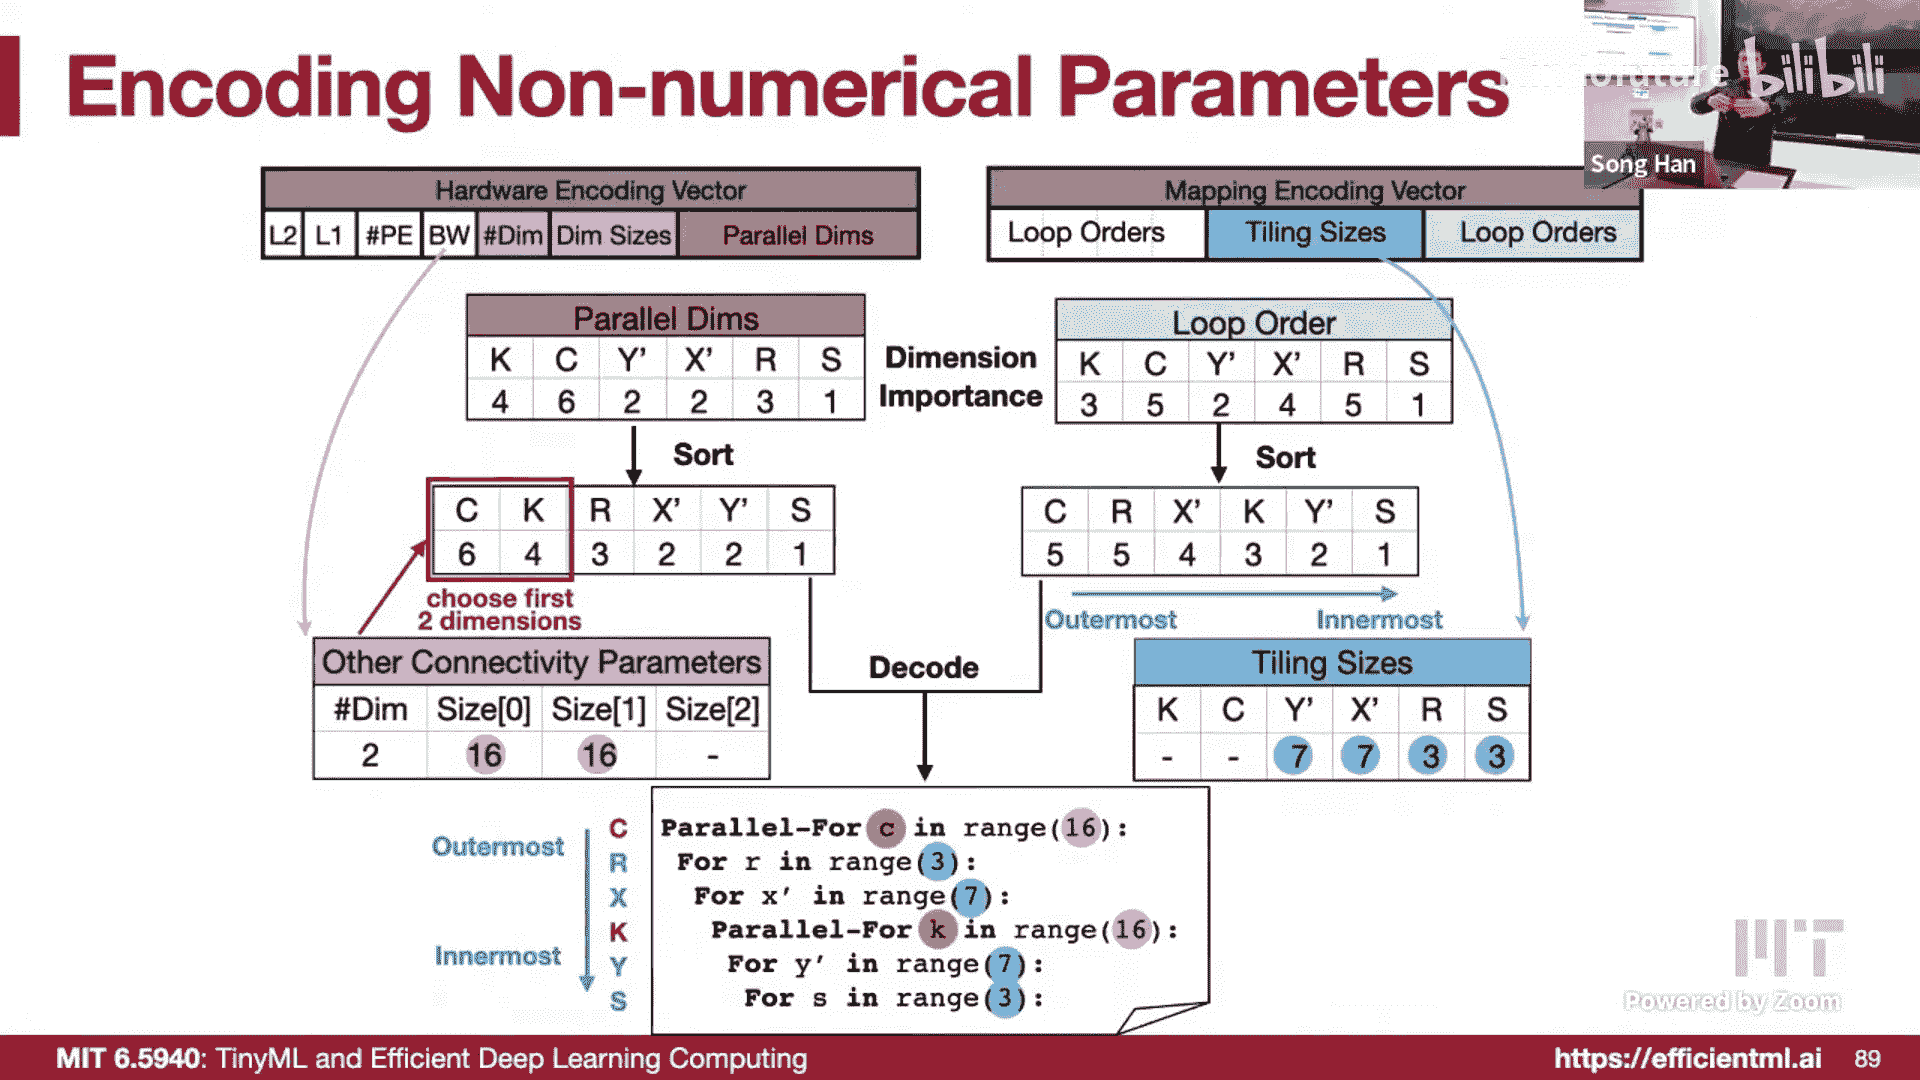 Encoding Non-numerical Parameters
bilibili
Song Han
Hardware Encoding Vector
L2 L1 #PE BW #Dim Dim Sizes Parallel Dims
Mapping Encoding Vector
Loop Orders Tiling Sizes Loop Orders
Parallel Dims
K C Y' X' R S
4 6 2 2 3 1
Dimension
Importance
Loop Order
K C Y' X' R S
3 5 2 4 5 1
Sort
Sort
C K R X' Y' S
6 4 3 2 2 1
C R X' K Y' S
5 5 4 3 2 1
choose first
2 dimensions
Outermost Innermost
Other Connectivity Parameters
#Dim Size[0] Size[1] Size[2]
2 16 16 -
Decode
Tiling Sizes
K C Y' X' R S
- - 7 7 3 3
Outermost
Innermost
C
R
X
K
Y
S
Parallel-For c in range(16):
For r in range(3):
For x' in range(7):
Parallel-For k in range(16):
For y' in range(7):
For s in range(3):
MIT
Powered by Zoom
MIT 6.5940: TinyML and Efficient Deep Learning Computing
https://efficientml.ai 89